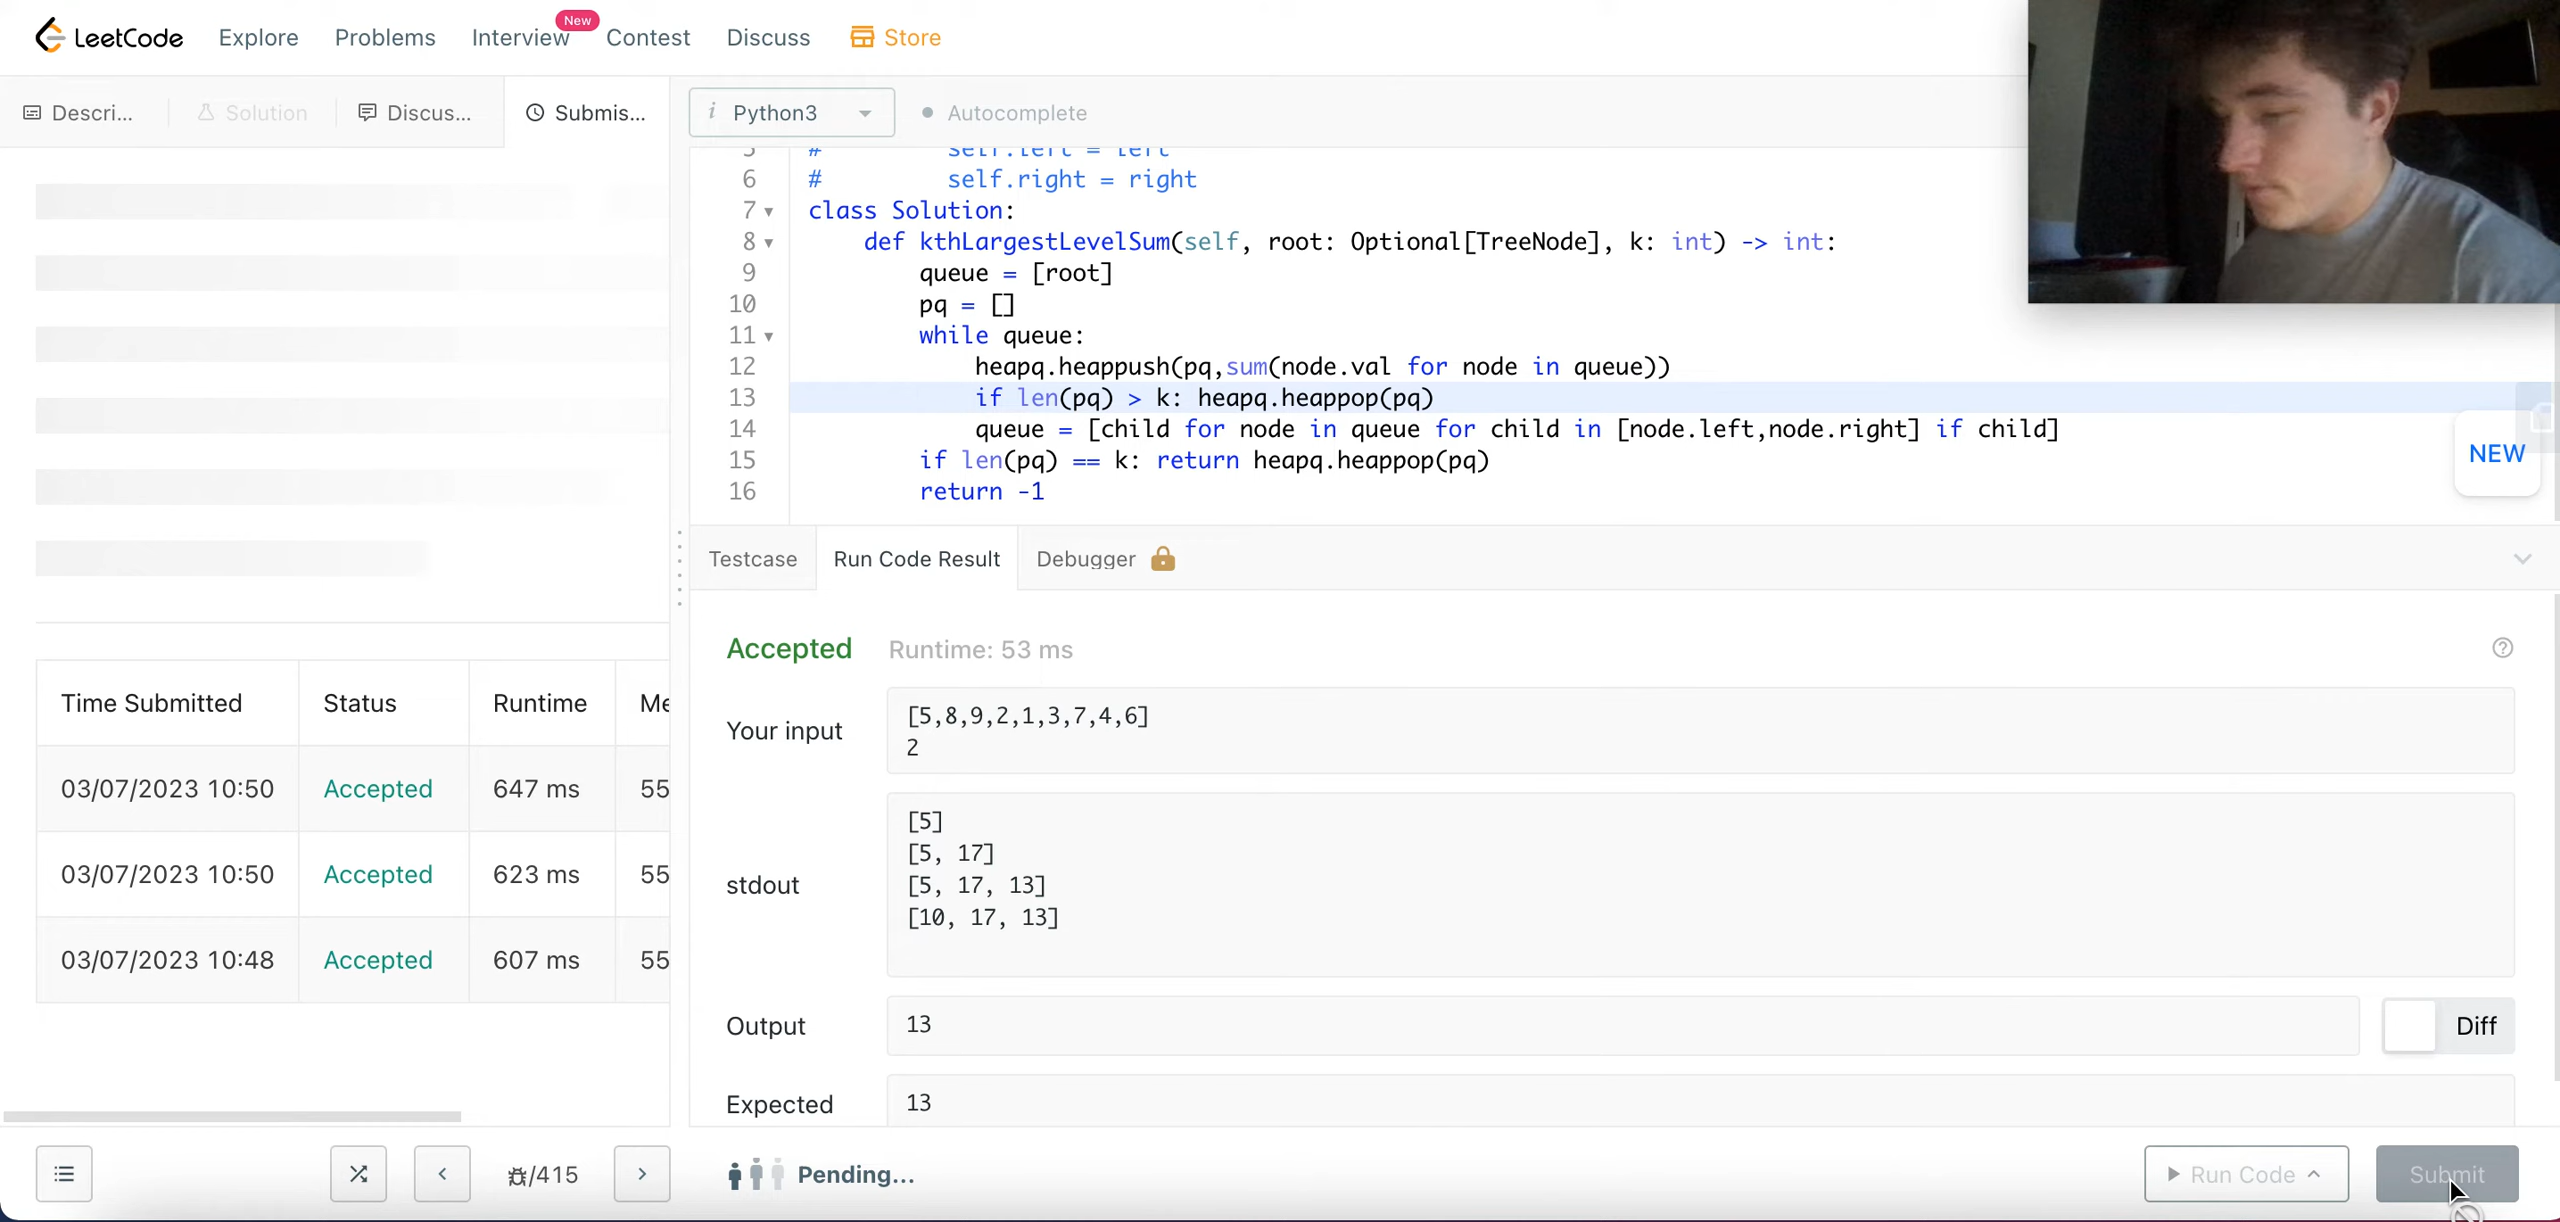 LeetCode Explore Problems Interview New Contest Discuss Store
Descri... Solution Discus... Submis...
i Python3 Autocomplete
5 # self.left = left
6 # self.right = right
7 class Solution:
8 def kthLargestLevelSum(self, root: Optional[TreeNode], k: int) -> int:
9 queue = [root]
10 pq = []
11 while queue:
12 heapq.heappush(pq,sum(node.val for node in queue))
13 if len(pq) > k: heapq.heappop(pq)
14 queue = [child for node in queue for child in [node.left,node.right] if child]
15 if len(pq) == k: return heapq.heappop(pq)
16 return -1
NEW
Testcase Run Code Result Debugger
Accepted Runtime: 53 ms
Your input
[5,8,9,2,1,3,7,4,6]
2
stdout
[5]
[5, 17]
[5, 17, 13]
[10, 17, 13]
Output 13 Diff
Expected 13
Time Submitted Status Runtime Me
03/07/2023 10:50 Accepted 647 ms 55
03/07/2023 10:50 Accepted 623 ms 55
03/07/2023 10:48 Accepted 607 ms 55
/415
Pending...
Run Code Submit